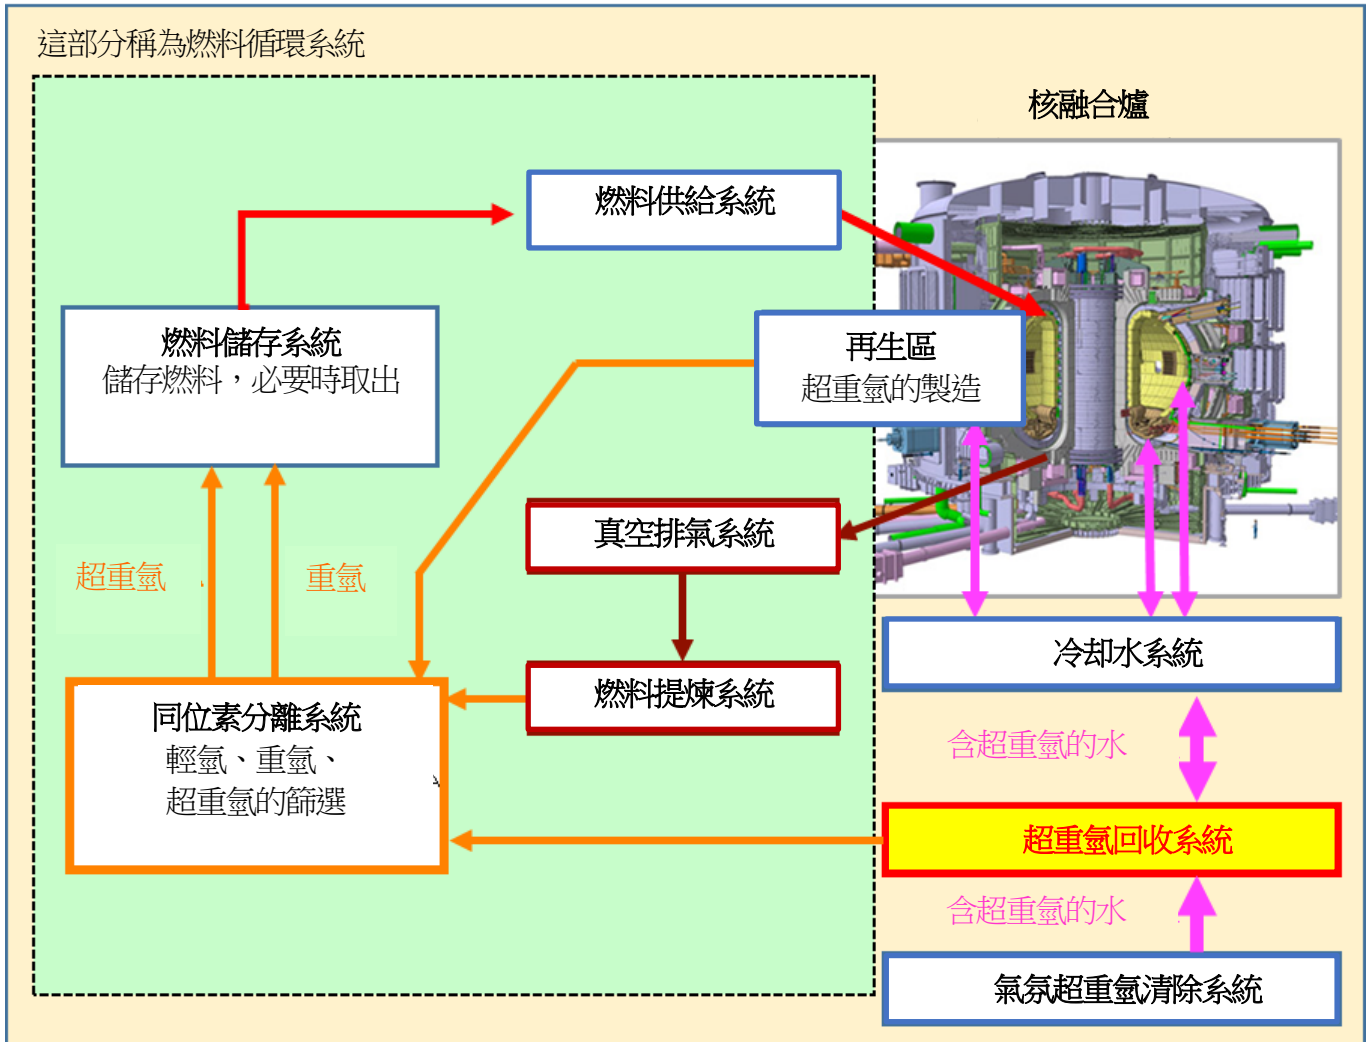 這部分稱為燃料循環系統
核融合爐
燃料供給系統
燃料儲存系統
儲存燃料，必要時取出
再生區
超重氫的製造
真空排氣系統
超重氫
重氫
燃料提煉系統
冷却水系統
同位素分離系統
輕氫、重氫、
超重氫的篩選
含超重氫的水
超重氫回收系統
含超重氫的水
氣氛超重氫清除系統